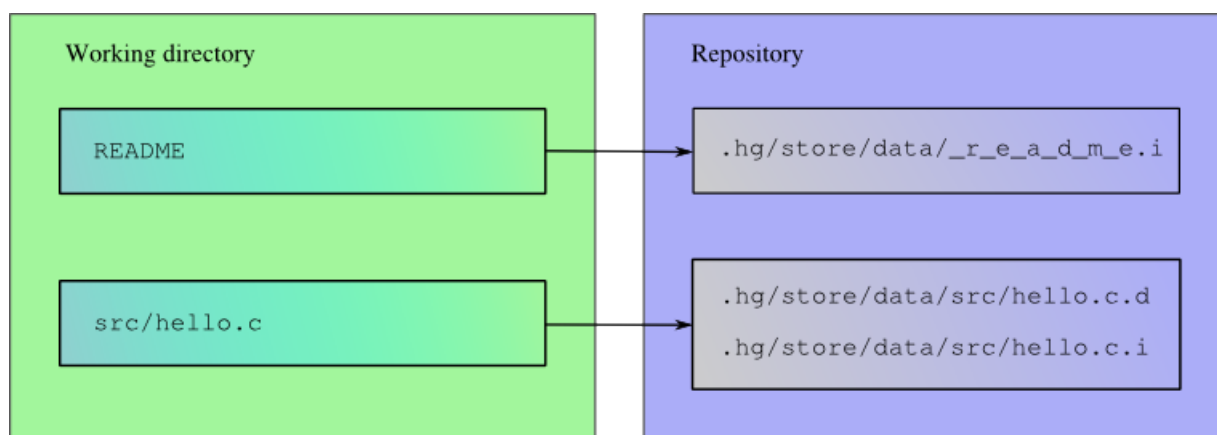 Working directory
README
src/hello.c
Repository
.hg/store/data/_r_e_a_d_m_e.i
.hg/store/data/src/hello.c.d
.hg/store/data/src/hello.c.i